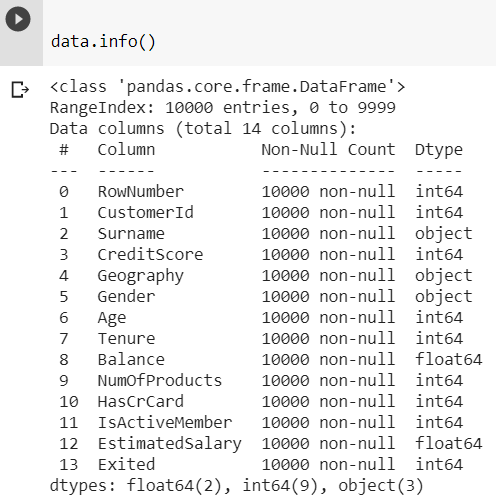 data.info()
<class 'pandas.core.frame.DataFrame'>
RangeIndex: 10000 entries, 0 to 9999
Data columns (total 14 columns):
 #   Column           Non-Null Count  Dtype
---  ------           --------------  -----
 0   RowNumber        10000 non-null  int64
 1   CustomerId       10000 non-null  int64
 2   Surname          10000 non-null  object
 3   CreditScore      10000 non-null  int64
 4   Geography        10000 non-null  object
 5   Gender           10000 non-null  object
 6   Age              10000 non-null  int64
 7   Tenure           10000 non-null  int64
 8   Balance          10000 non-null  float64
 9   NumOfProducts    10000 non-null  int64
 10  HasCrCard        10000 non-null  int64
 11  IsActiveMember   10000 non-null  int64
 12  EstimatedSalary  10000 non-null  float64
 13  Exited           10000 non-null  int64
dtypes: float64(2), int64(9), object(3)